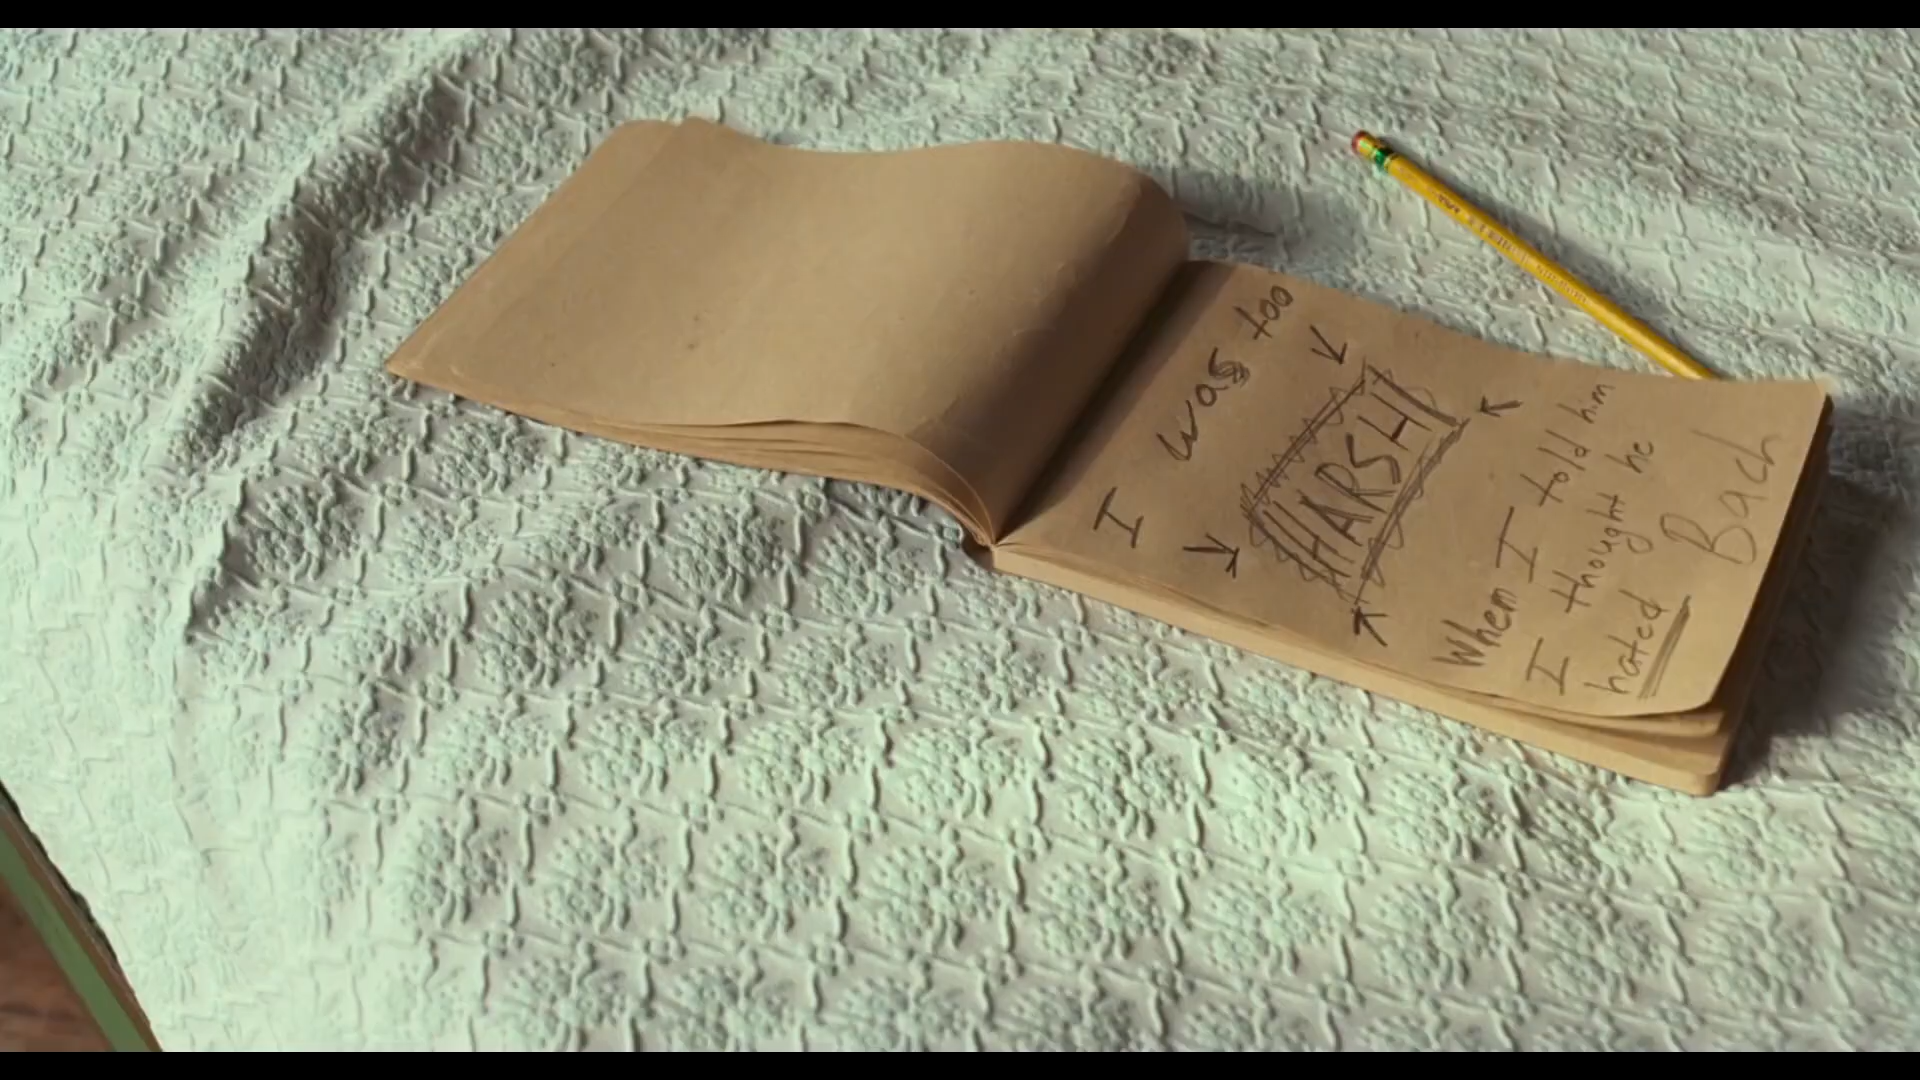 I was too
HARSH
When I told him
I thought he
hated Bach